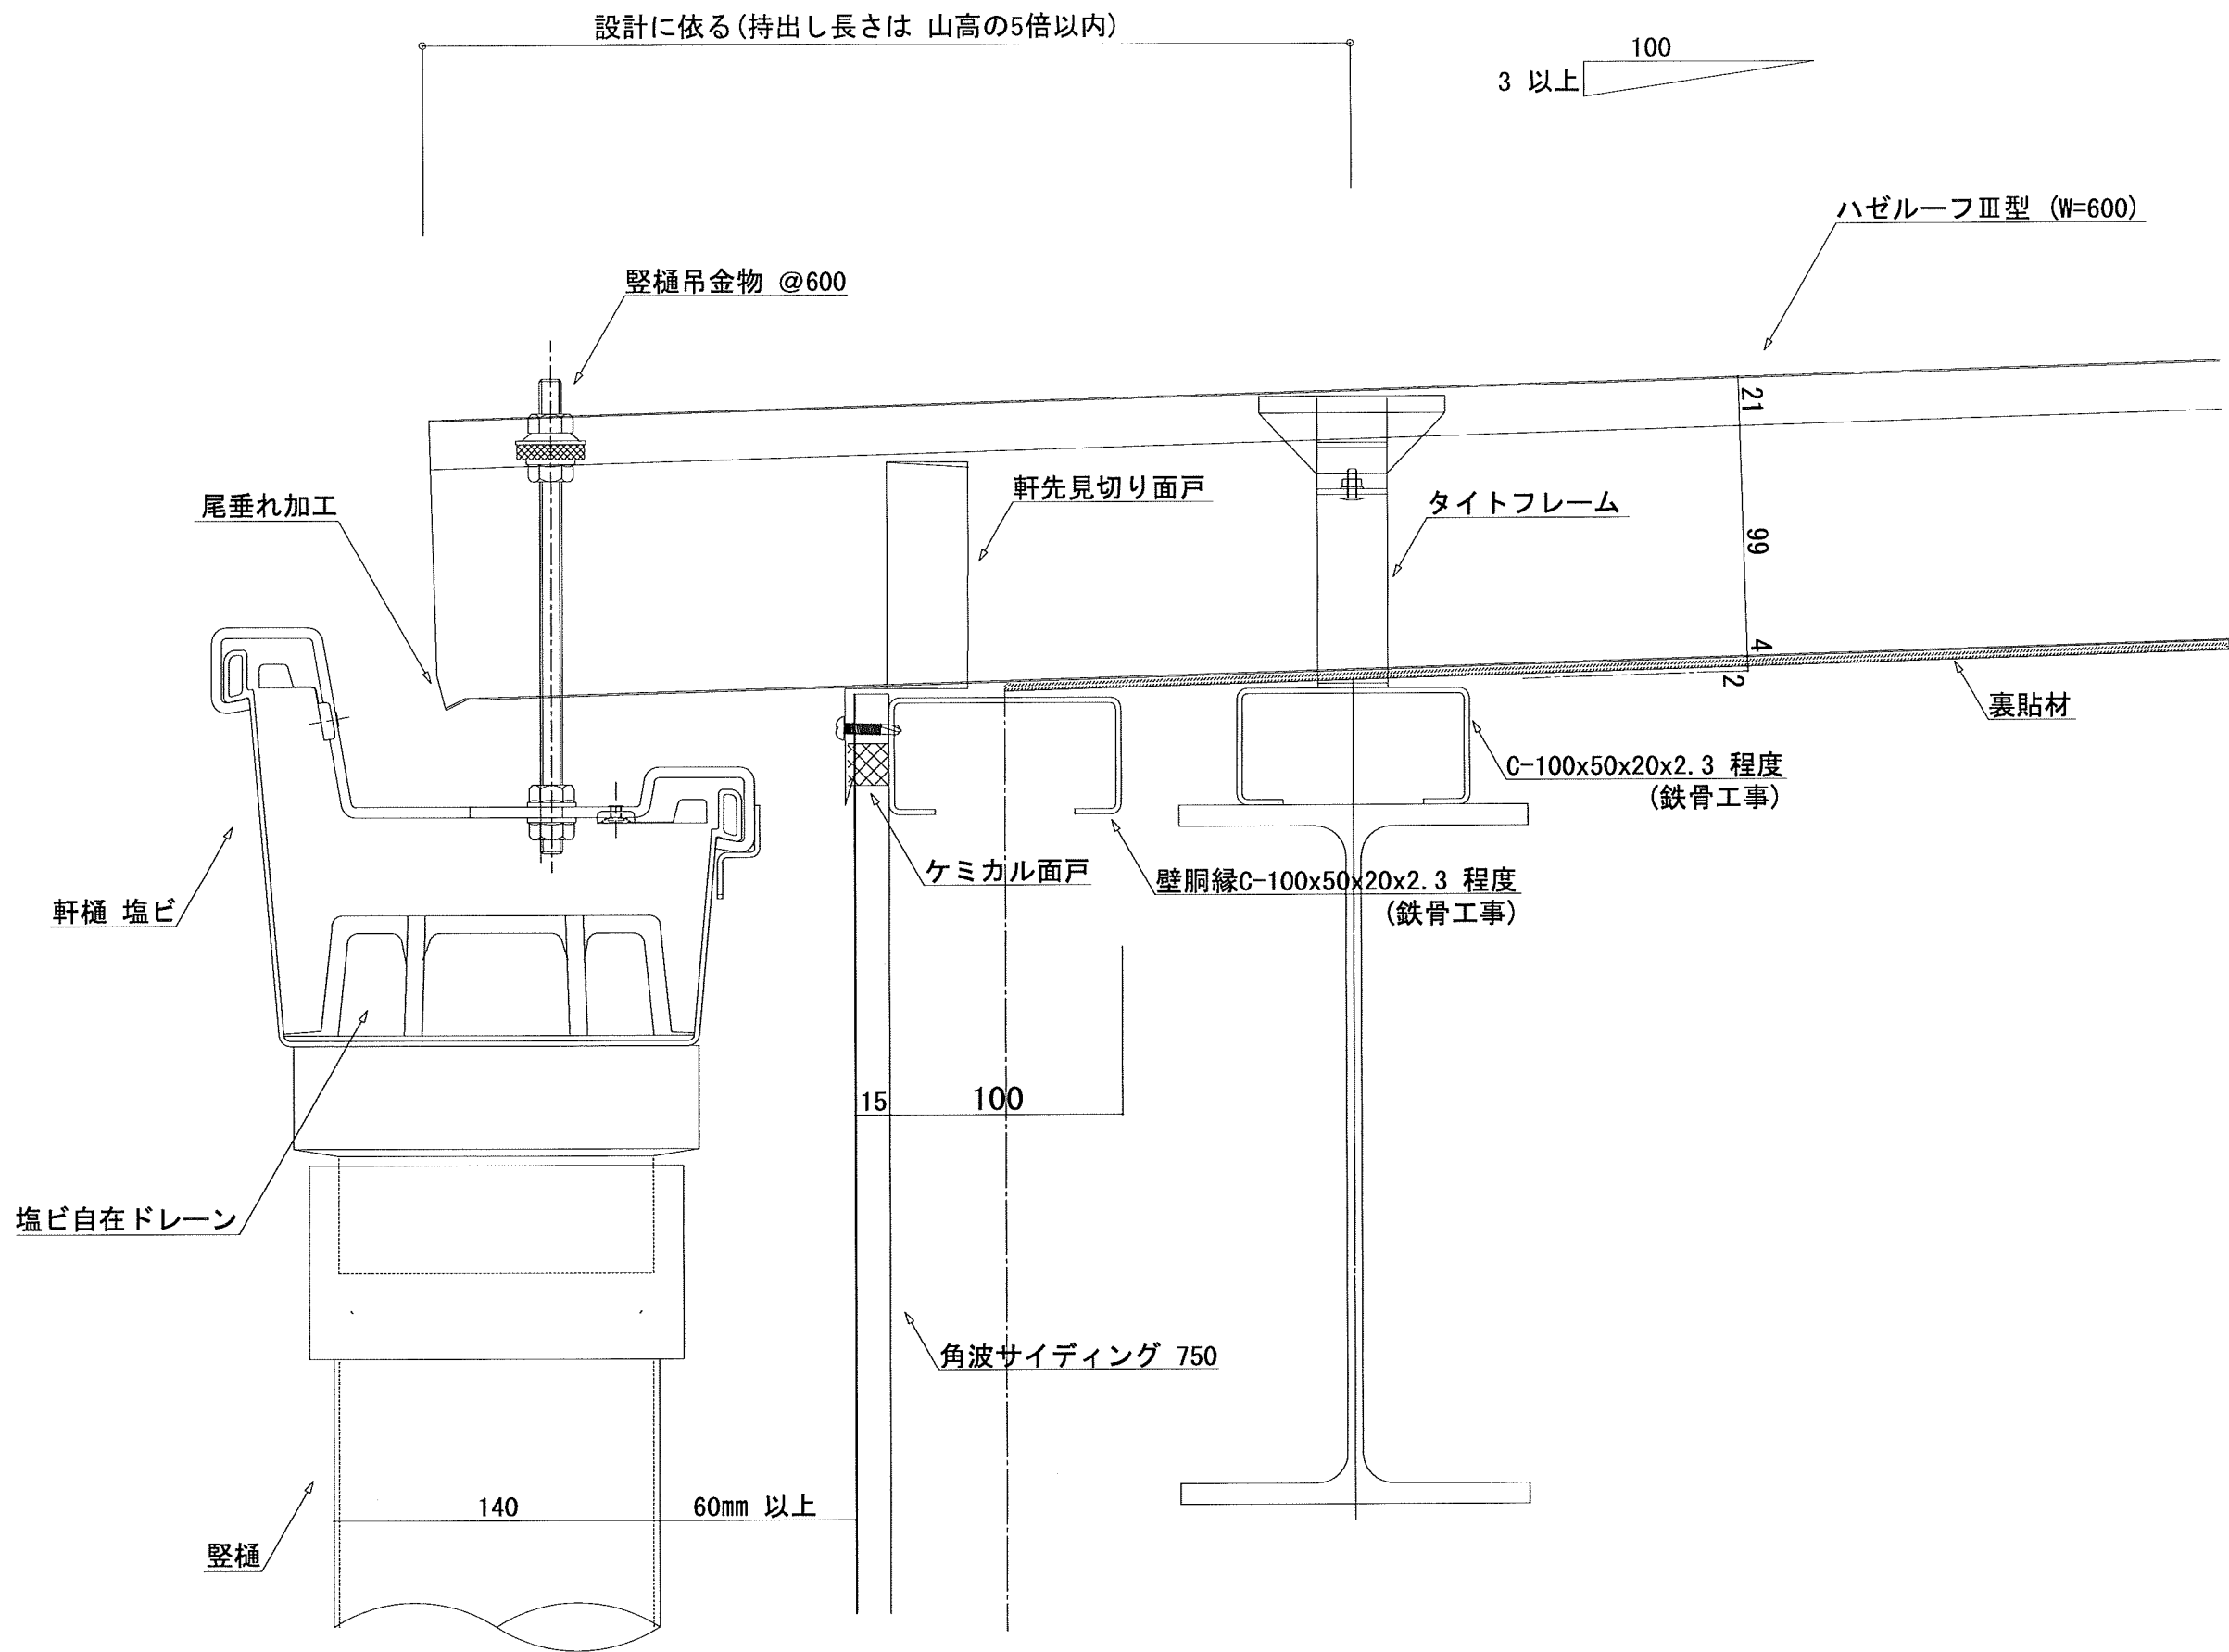 設計に依る(持出し長さは 山高の5倍以内)
100
3 以上
ハゼルーフⅢ型 (W=600)
竪樋吊金物 @600
21
軒先見切り面戸
タイトフレーム
尾垂れ加工
99
4
2
裏貼材
C-100x50x20x2.3 程度
(鉄骨工事)
ケミカル面戸
壁胴縁C-100x50x20x2.3 程度
(鉄骨工事)
軒樋 塩ビ
15
100
塩ビ自在ドレーン
角波サイディング 750
140
60mm 以上
竪樋